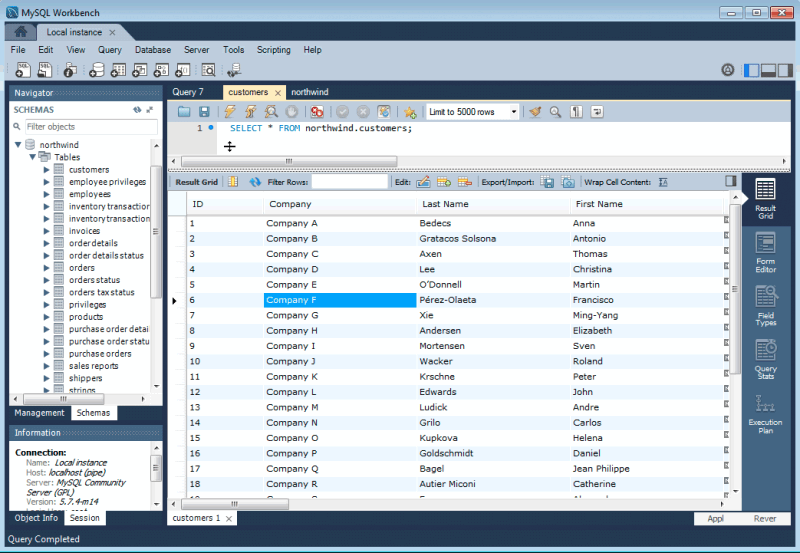 MySQL Workbench
Local instance
File Edit View Query Database Server Tools Scripting Help
Navigator
SCHEMAS
Filter objects
northwind
Tables
customers
employee privileges
employees
inventory transaction
inventory transaction
invoices
order details
order details status
orders
orders status
orders tax status
privileges
products
purchase order detai
purchase order statu
purchase orders
sales reports
shippers
strings
Management Schemas
Information
Connection:
Name: Local instance
Host: localhost (pipe)
Server: MySQL Community
Server (GPL)
Version: 5.7.4-m14
Object Info Session
Query 7 customers northwind
Limit to 5000 rows
1 SELECT * FROM northwind.customers;
Result Grid Filter Rows: Edit: Export/Import: Wrap Cell Content:
ID Company Last Name First Name
1 Company A Bedecs Anna
2 Company B Gratacos Solsona Antonio
3 Company C Axen Thomas
4 Company D Lee Christina
5 Company E O'Donnell Martin
6 Company F Pérez-Olaeta Francisco
7 Company G Xie Ming-Yang
8 Company H Andersen Elizabeth
9 Company I Mortensen Sven
10 Company J Wacker Roland
11 Company K Krschne Peter
12 Company L Edwards John
13 Company M Ludick Andre
14 Company N Grilo Carlos
15 Company O Kupkova Helena
16 Company P Goldschmidt Daniel
17 Company Q Bagel Jean Philippe
18 Company R Autier Miconi Catherine
Result
Grid
Form
Editor
Field
Types
Query
Stats
Execution
Plan
customers 1
Appl Rever
Query Completed